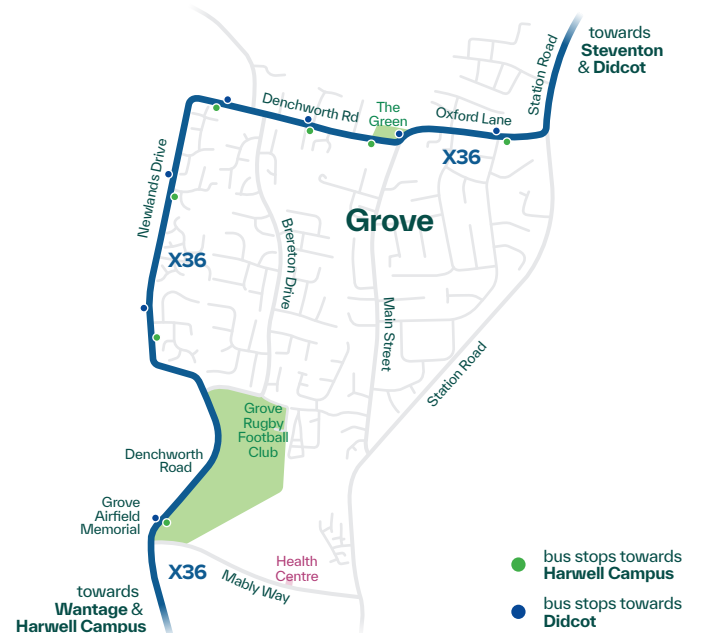 towards
Steventon
& Didcot
Station Road
Denchworth Rd
The
Green
Oxford Lane
X36
Newlands Drive
Grove
Brereton Drive
X36
Main Street
Station Road
Grove
Rugby
Football
Club
Denchworth
Road
Grove
Airfield
Memorial
X36
Health
Centre
Mably Way
towards
Wantage &
Harwell Campus
bus stops towards
Harwell Campus
bus stops towards
Didcot